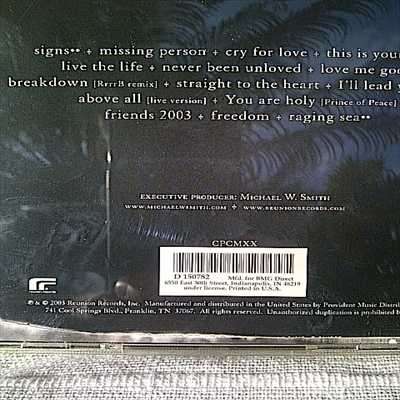 signs** + missing person + cry for love + this is your
live the life + never been unloved + love me good
breakdown [RrrrB remix] + straight to the heart + I'll lead y
above all [live version] + You are holy [Prince of Peace]
friends 2003 + freedom + raging sea**
EXECUTIVE PRODUCER: MICHAEL W. SMITH
WWW.MICHAELWSMITH.COM + WWW.REUNIONRECORDS.COM
CPCMXX
D 150782 Mfd. for BMG Direct
6550 East 30th Street, Indianapolis, IN 46219
under license. Printed in U.S.A.
℗ & © 2003 Reunion Records, Inc. Manufactured and distributed in the United States by Provident Music Distrib
741 Cool Springs Blvd., Franklin, TN 37067. All rights reserved. Unauthorized duplication is prohibited b